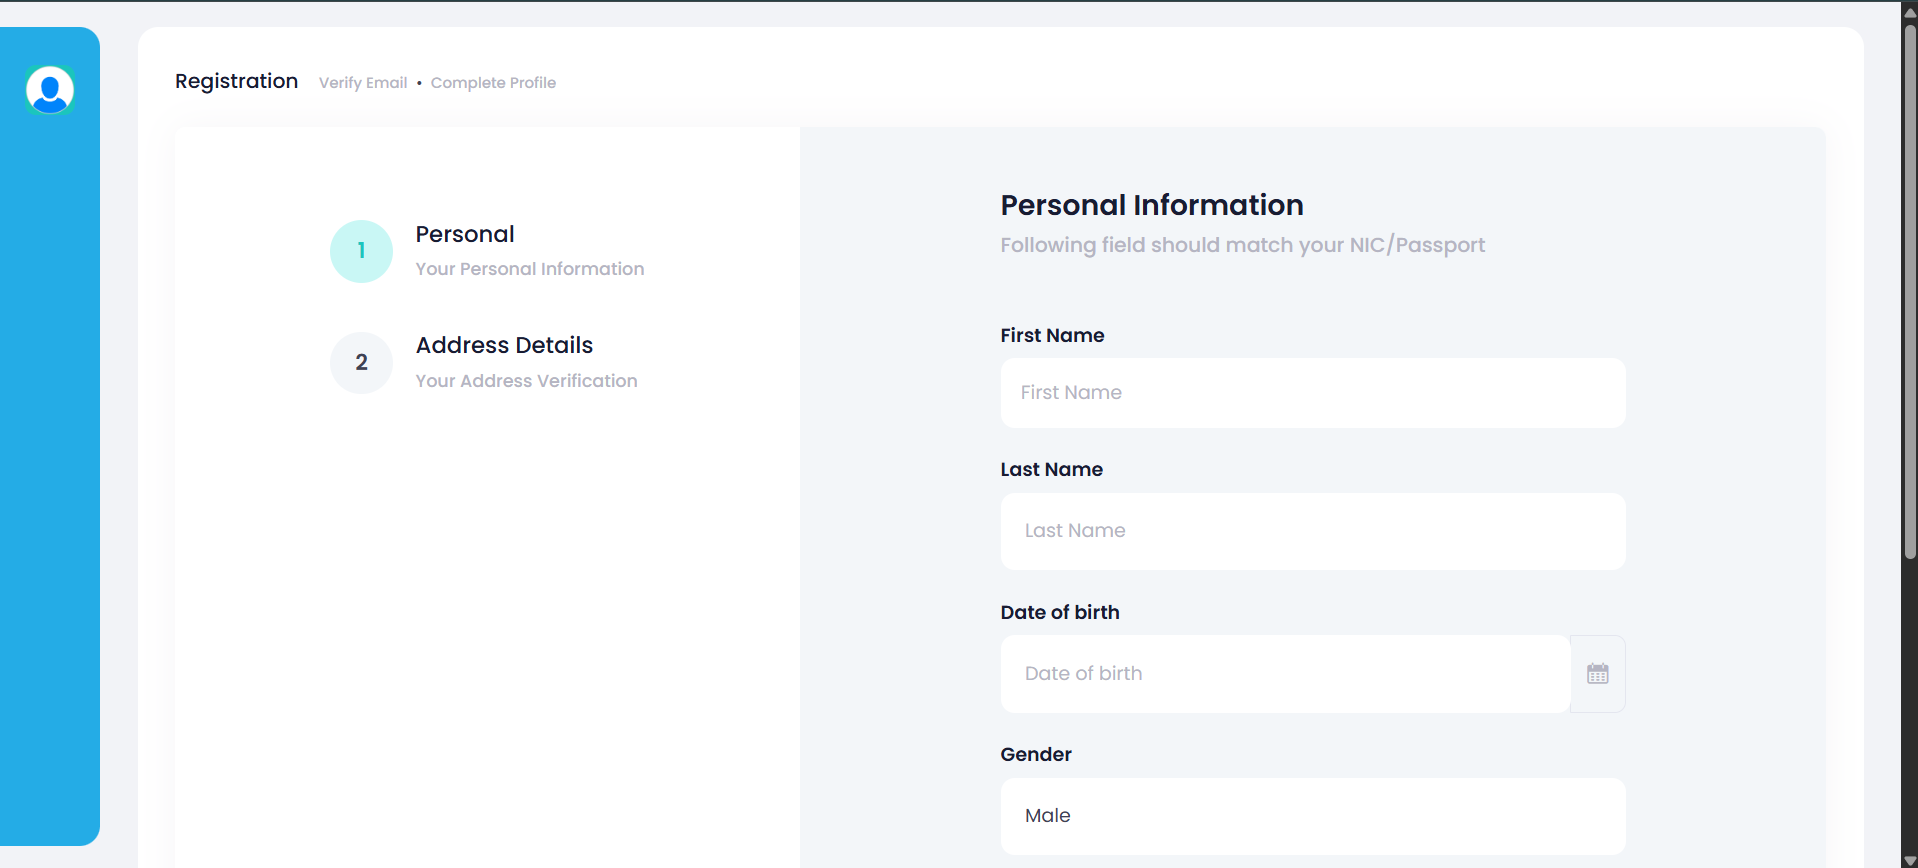 Registration Verify Email • Complete Profile
1 Personal
Your Personal Information
2 Address Details
Your Address Verification
Personal Information
Following field should match your NIC/Passport
First Name
First Name
Last Name
Last Name
Date of birth
Date of birth
Gender
Male